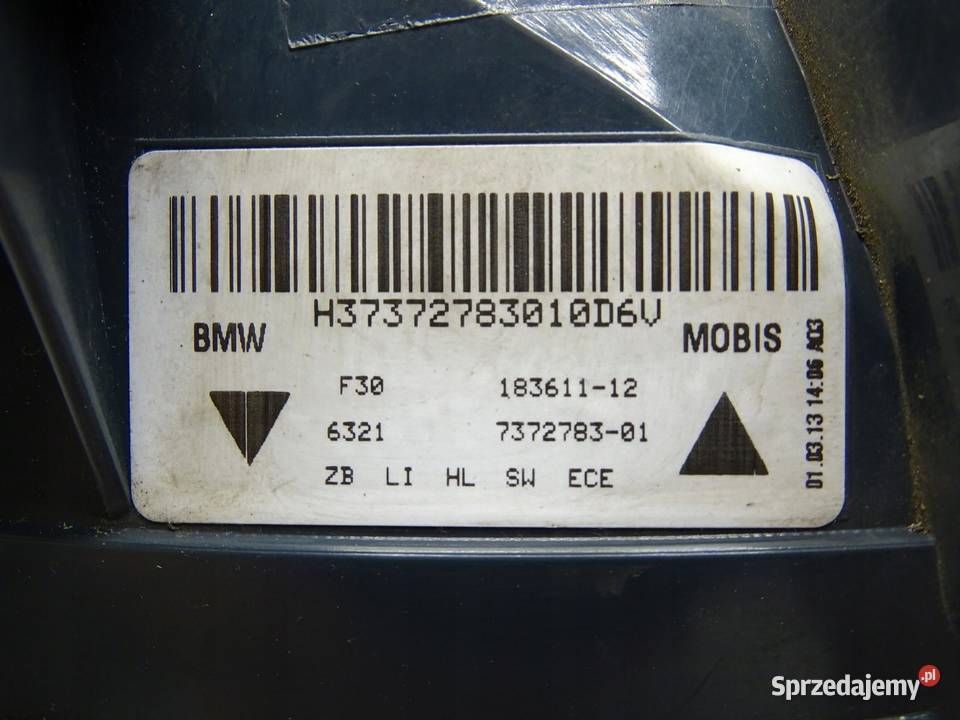 H37372783010D6V
BMW MOBIS
F30 183611-12
6321 7372783-01
ZB LI HL SW ECE
01.03.13 14:06 A03
Sprzedajemy.pl